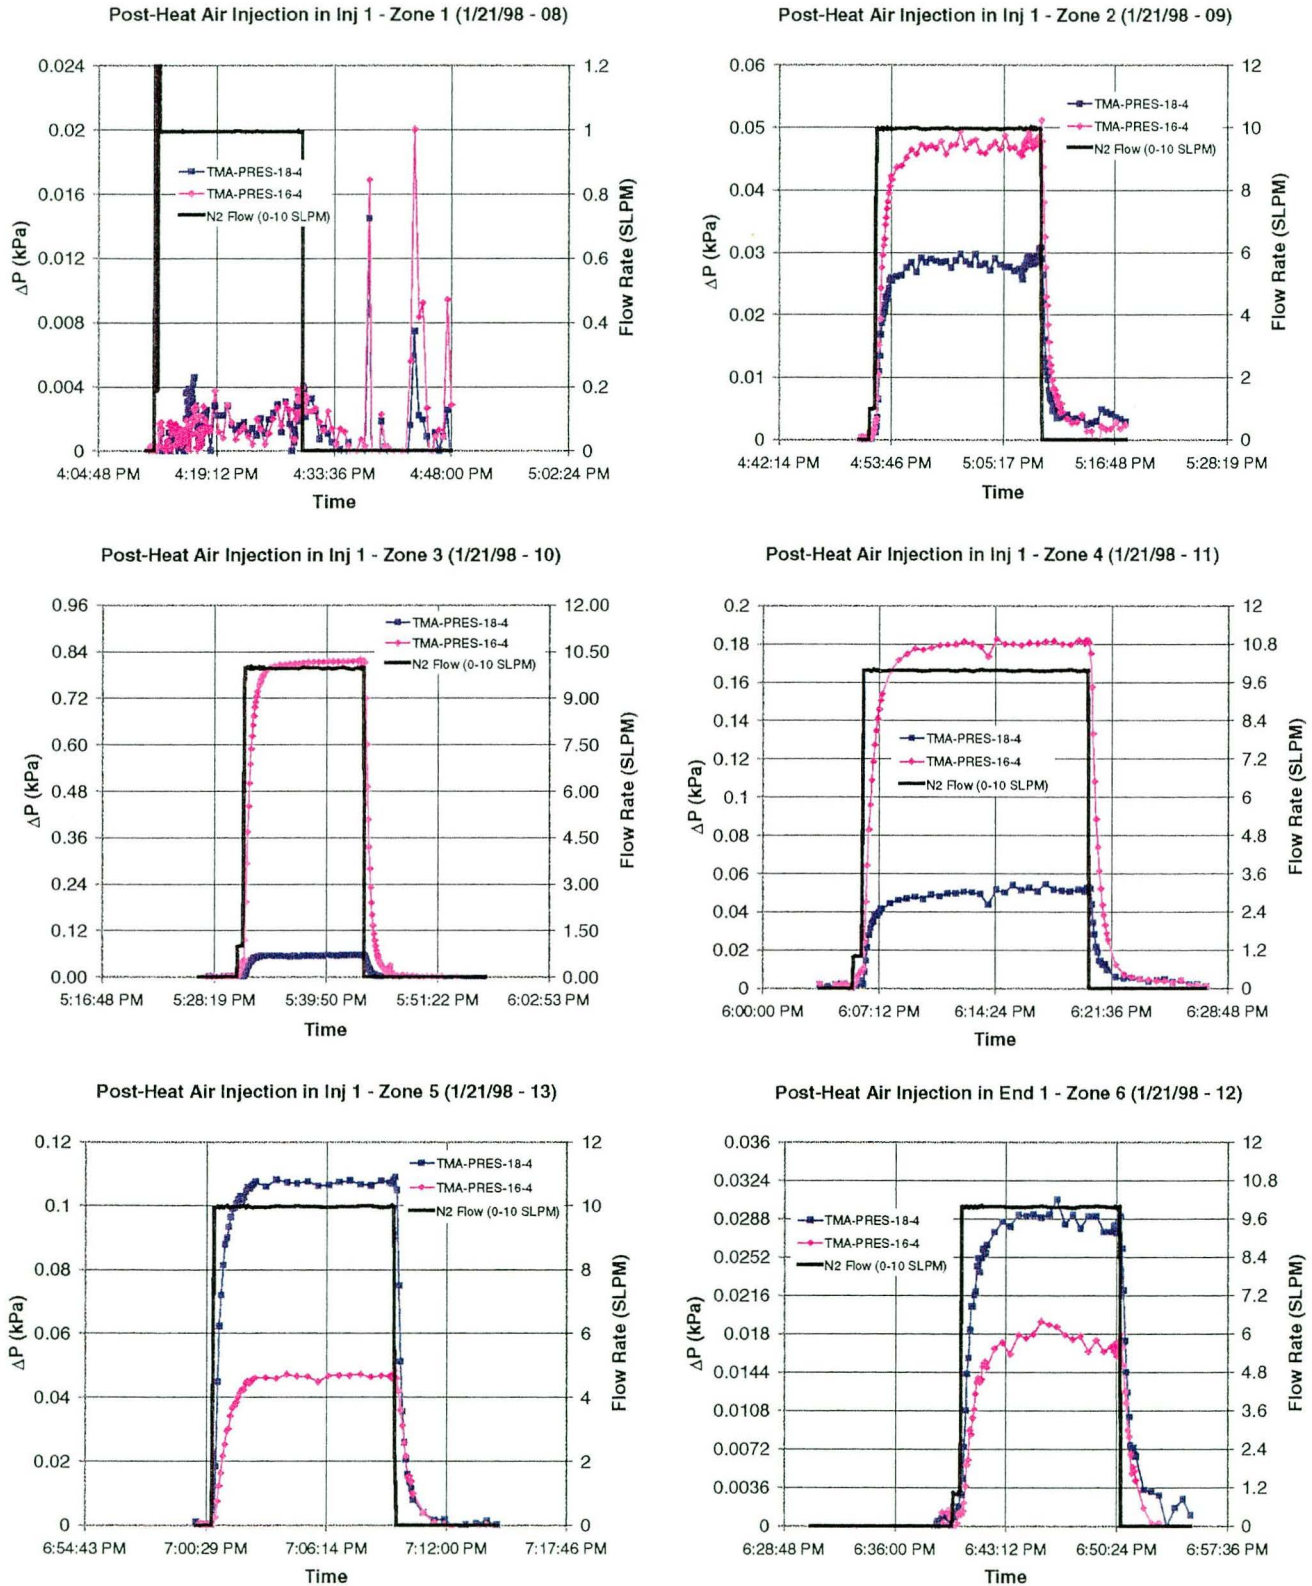 Post-Heat Air Injection in Inj 1 - Zone 1 (1/21/98 - 08)
0.024
0.02
0.016
0.012
0.008
0.004
0
ΔP (kPa)
1.2
1
0.8
0.6
0.4
0.2
0
Flow Rate (SLPM)
TMA-PRES-18-4
TMA-PRES-16-4
N2 Flow (0-10 SLPM)
4:04:48 PM 4:19:12 PM 4:33:36 PM 4:48:00 PM 5:02:24 PM
Time
Post-Heat Air Injection in Inj 1 - Zone 2 (1/21/98 - 09)
0.06
0.05
0.04
0.03
0.02
0.01
0
ΔP (kPa)
12
10
8
6
4
2
0
Flow Rate (SLPM)
TMA-PRES-18-4
TMA-PRES-16-4
N2 Flow (0-10 SLPM)
4:42:14 PM 4:53:46 PM 5:05:17 PM 5:16:48 PM 5:28:19 PM
Time
Post-Heat Air Injection in Inj 1 - Zone 3 (1/21/98 - 10)
0.96
0.84
0.72
0.60
0.48
0.36
0.24
0.12
0.00
ΔP (kPa)
12.00
10.50
9.00
7.50
6.00
4.50
3.00
1.50
0.00
Flow Rate (SLPM)
TMA-PRES-18-4
TMA-PRES-16-4
N2 Flow (0-10 SLPM)
5:16:48 PM 5:28:19 PM 5:39:50 PM 5:51:22 PM 6:02:53 PM
Time
Post-Heat Air Injection in Inj 1 - Zone 4 (1/21/98 - 11)
0.2
0.18
0.16
0.14
0.12
0.1
0.08
0.06
0.04
0.02
0
ΔP (kPa)
12
10.8
9.6
8.4
7.2
6
4.8
3.6
2.4
1.2
0
Flow Rate (SLPM)
TMA-PRES-18-4
TMA-PRES-16-4
N2 Flow (0-10 SLPM)
6:00:00 PM 6:07:12 PM 6:14:24 PM 6:21:36 PM 6:28:48 PM
Time
Post-Heat Air Injection in Inj 1 - Zone 5 (1/21/98 - 13)
0.12
0.1
0.08
0.06
0.04
0.02
0
ΔP (kPa)
12
10
8
6
4
2
0
Flow Rate (SLPM)
TMA-PRES-18-4
TMA-PRES-16-4
N2 Flow (0-10 SLPM)
6:54:43 PM 7:00:29 PM 7:06:14 PM 7:12:00 PM 7:17:46 PM
Time
Post-Heat Air Injection in End 1 - Zone 6 (1/21/98 - 12)
0.036
0.0324
0.0288
0.0252
0.0216
0.018
0.0144
0.0108
0.0072
0.0036
0
ΔP (kPa)
12
10.8
9.6
8.4
7.2
6
4.8
3.6
2.4
1.2
0
Flow Rate (SLPM)
TMA-PRES-18-4
TMA-PRES-16-4
N2 Flow (0-10 SLPM)
6:28:48 PM 6:36:00 PM 6:43:12 PM 6:50:24 PM 6:57:36 PM
Time